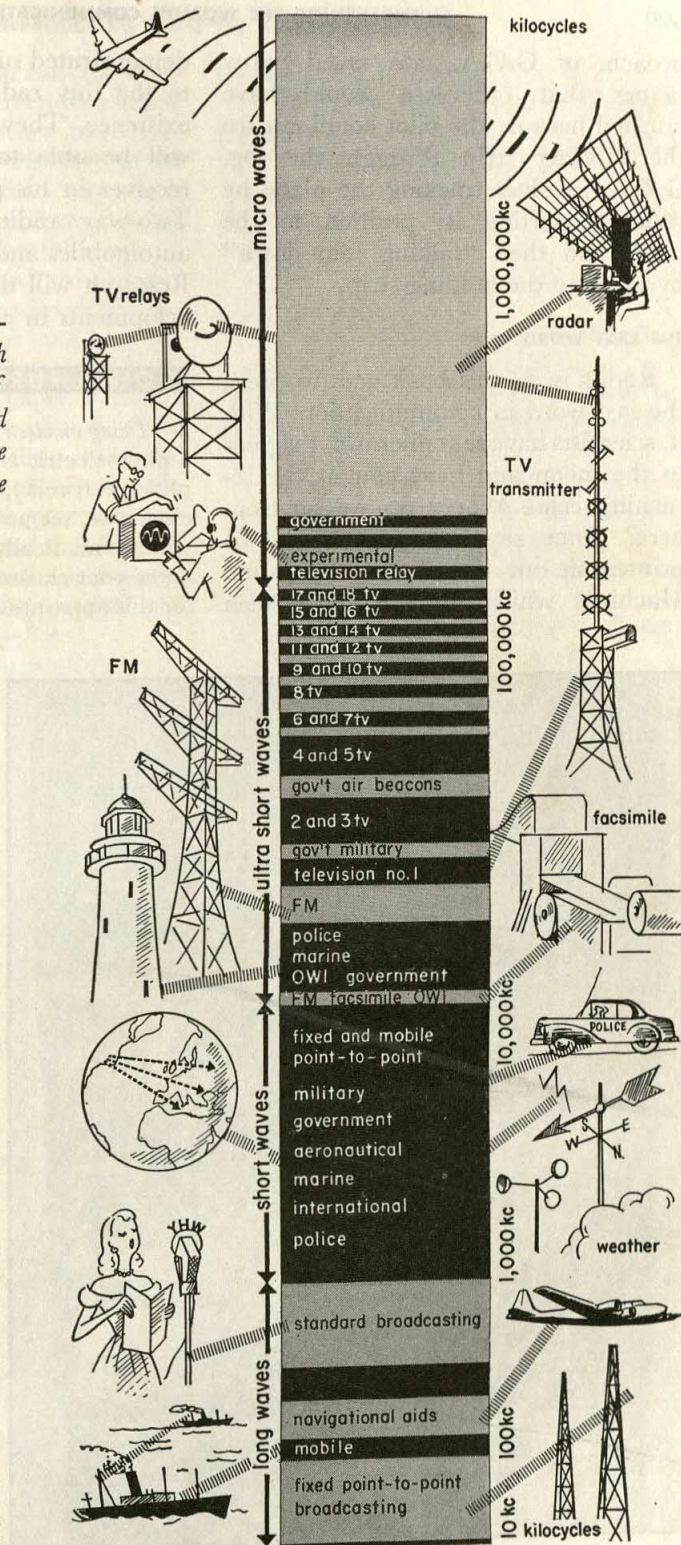 kilocycles
micro waves
1,000,000 kc
radar
TV relays
TV
transmitter
government
experimental
television relay
17 and 18 tv
15 and 16 tv
13 and 14 tv
11 and 12 tv
9 and 10 tv
8 tv
6 and 7 tv
4 and 5 tv
gov't air beacons
2 and 3 tv
gov't military
television no. 1
FM
police
marine
OWI government
FM facsimile OWI
100,000 kc
FM
ultra short waves
facsimile
10,000 kc
POLICE
fixed and mobile
point-to-point
military
government
aeronautical
marine
international
police
short waves
S
E
W
N
weather
1,000 kc
standard broadcasting
navigational aids
mobile
fixed point-to-point
broadcasting
long waves
100 kc
10 kc
kilocycles